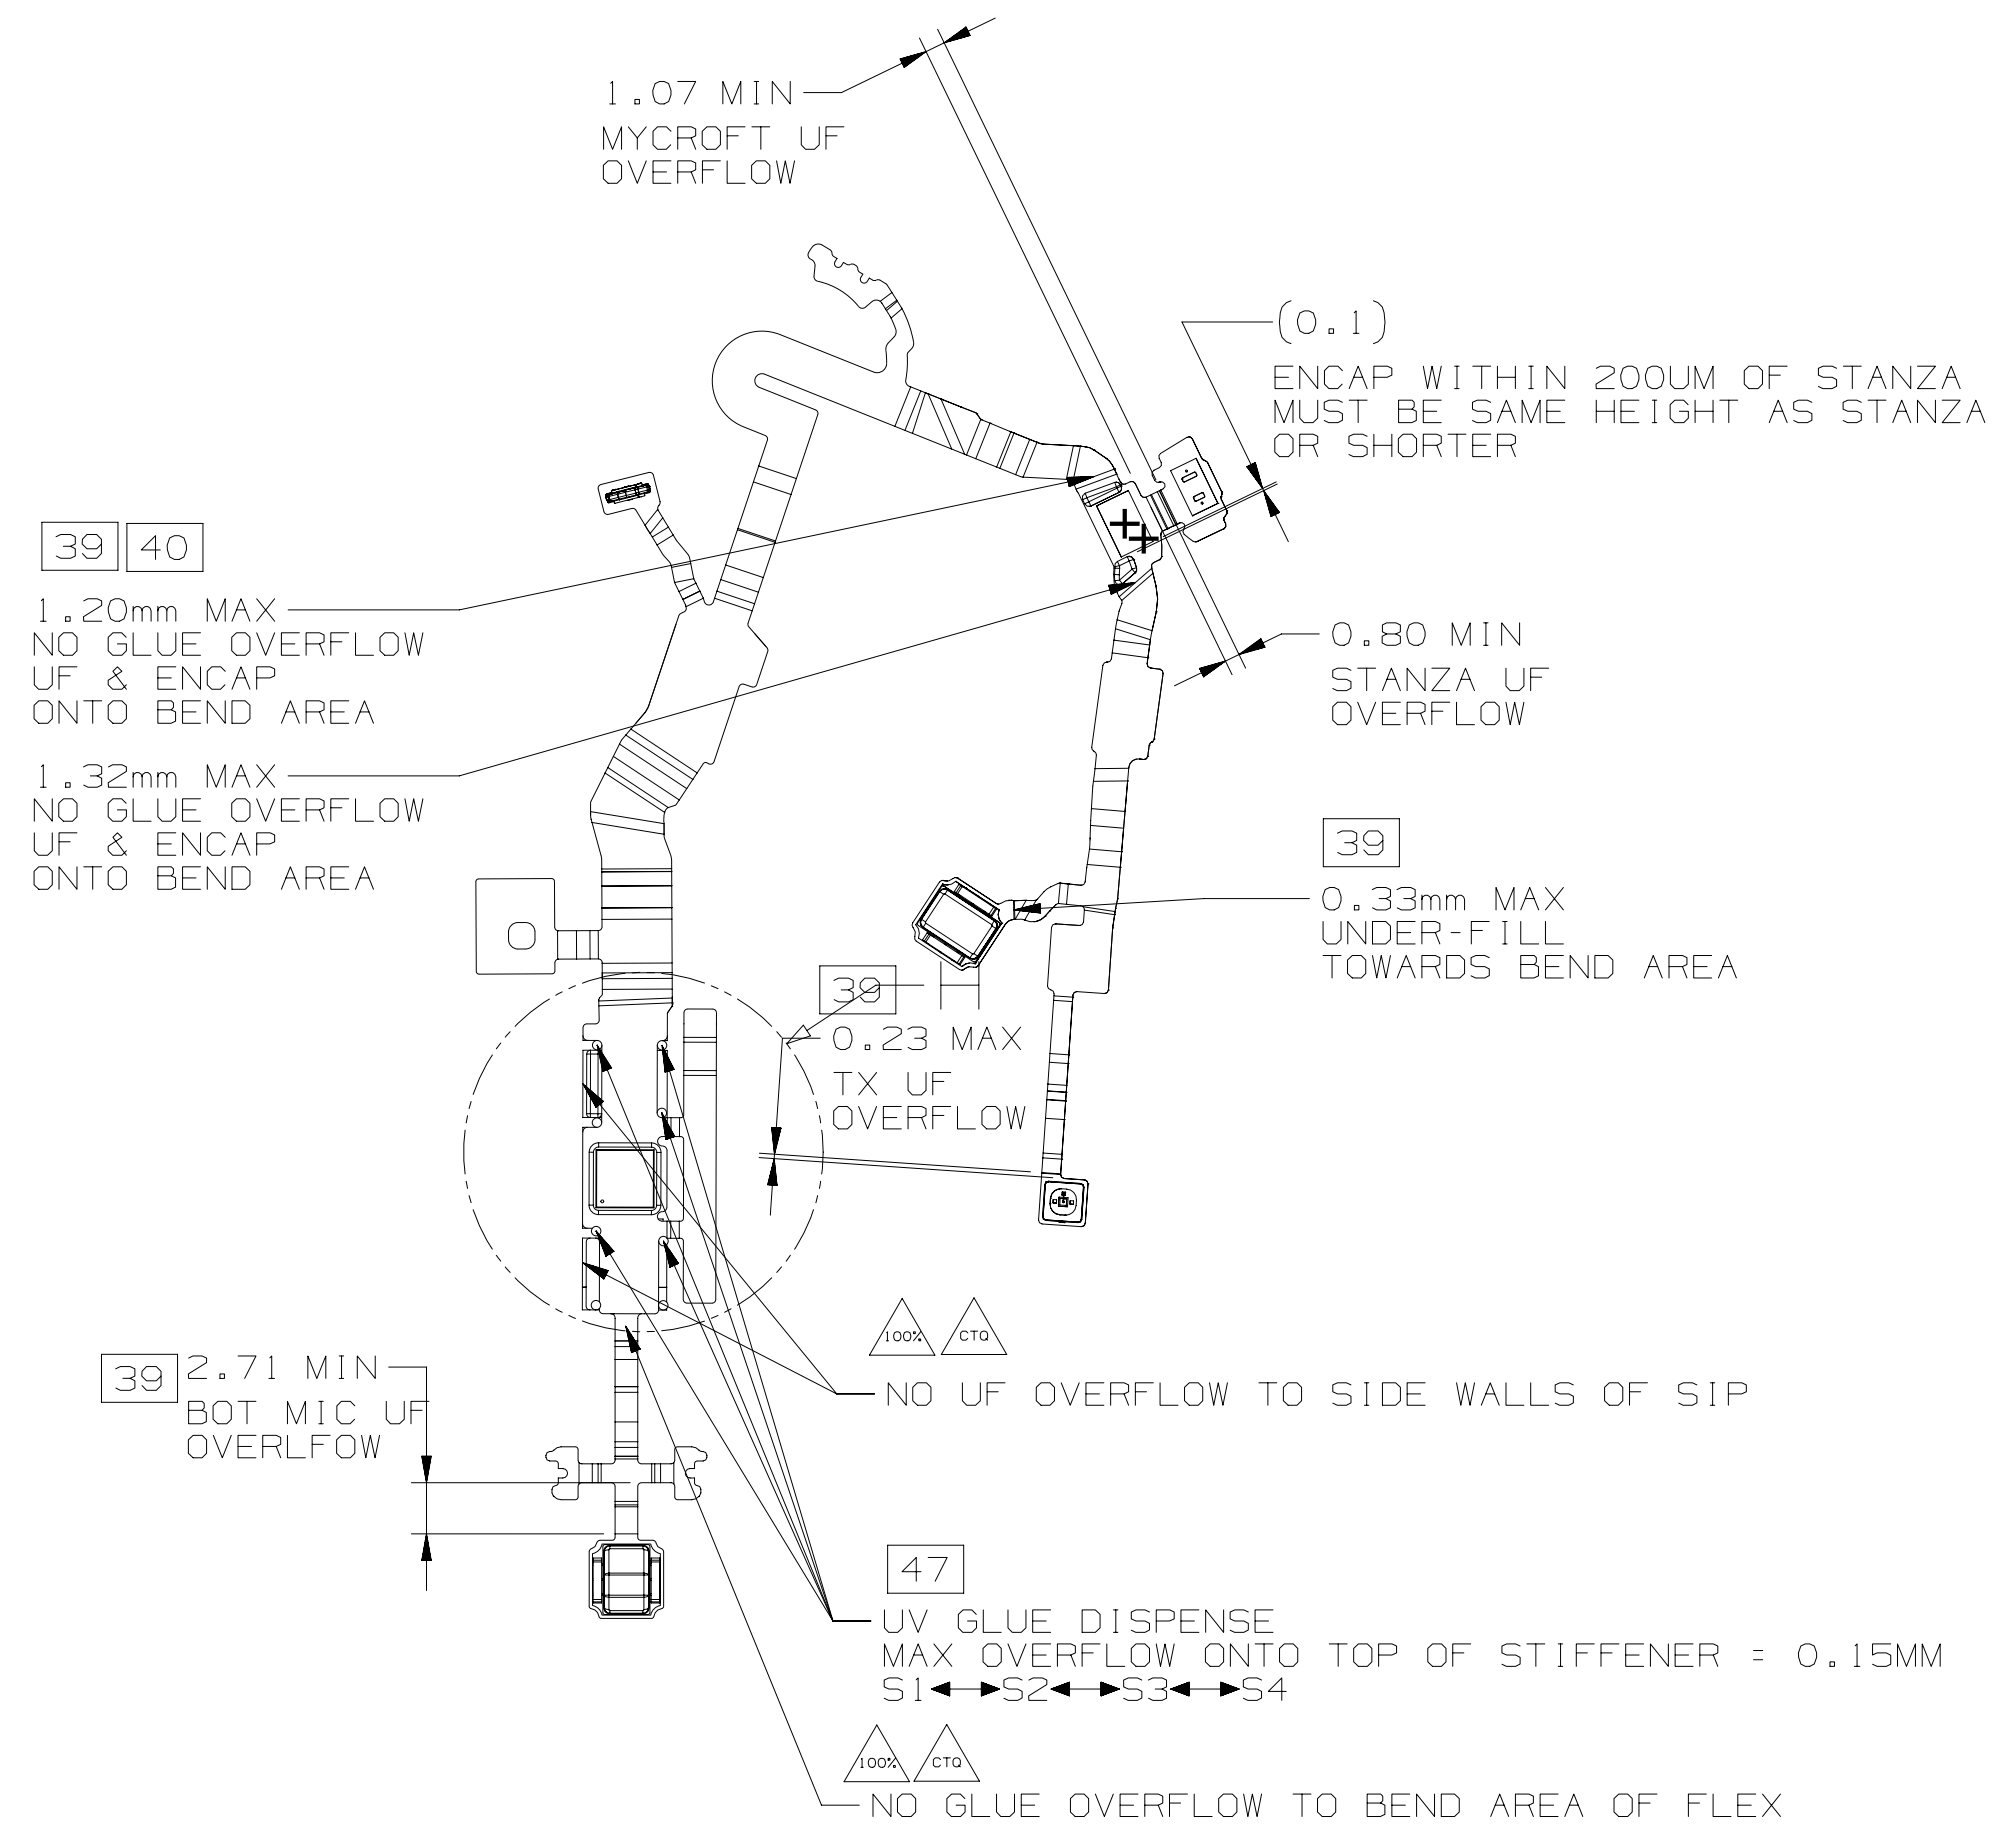 1.07 MIN
MYCROFT UF
OVERFLOW
(0.1)
ENCAP WITHIN 200UM OF STANZA
MUST BE SAME HEIGHT AS STANZA
OR SHORTER
39 40
1.20mm MAX
NO GLUE OVERFLOW
UF & ENCAP
ONTO BEND AREA
0.80 MIN
STANZA UF
OVERFLOW
1.32mm MAX
NO GLUE OVERFLOW
UF & ENCAP
ONTO BEND AREA
39
0.33mm MAX
UNDER-FILL
TOWARDS BEND AREA
39
0.23 MAX
TX UF
OVERFLOW
100% CTQ
NO UF OVERFLOW TO SIDE WALLS OF SIP
39 2.71 MIN
BOT MIC UF
OVERLFOW
47
UV GLUE DISPENSE
MAX OVERFLOW ONTO TOP OF STIFFENER = 0.15MM
S1 S2 S3 S4
100% CTQ
NO GLUE OVERFLOW TO BEND AREA OF FLEX